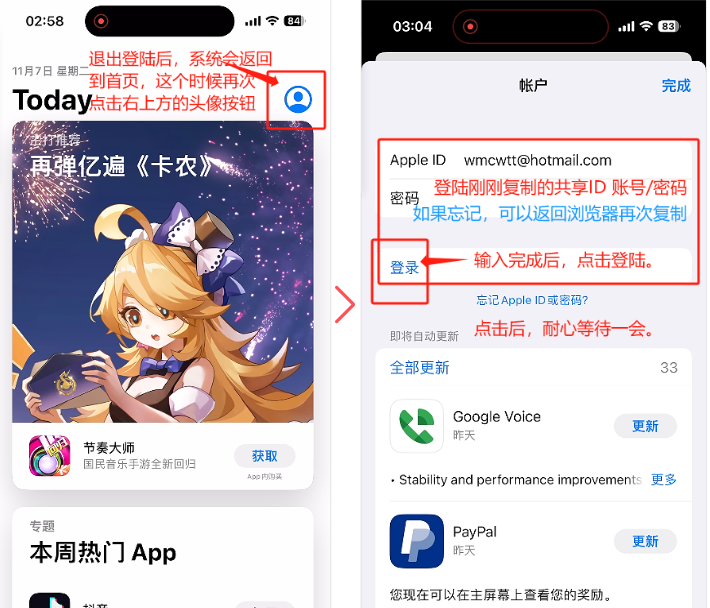 02:58
84
退出登陆后，系统会返回
到首页，这个时候再次
点击右上方的头像按钮
11月7日 星期二
Today
主打推荐
再弹亿遍《卡农》
节奏大师
国民音乐手游全新回归
获取
App 内购买
专题
本周热门 App
抖音
03:04
83
帐户
完成
Apple ID wmcwtt@hotmail.com
登陆刚刚复制的共享ID 账号/密码
密码
如果忘记，可以返回浏览器再次复制
登录
输入完成后，点击登陆。
忘记 Apple ID 或密码?
点击后，耐心等待一会。
即将自动更新
全部更新
33
Google Voice
昨天
更新
• Stability and performance improvements
更多
PayPal
昨天
更新
您现在可以在主屏幕上查看您的奖励。